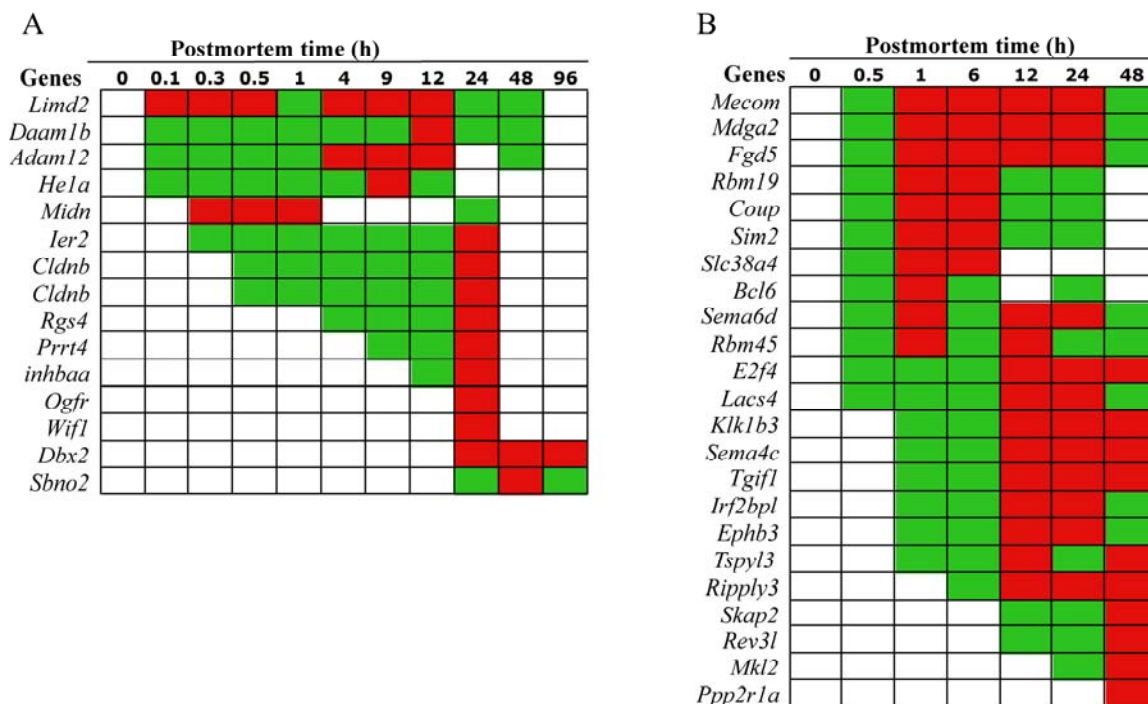 A
Postmortem time (h)
Genes 0 0.1 0.3 0.5 1 4 9 12 24 48 96
Limd2
Daam1b
Adam12
He1a
Midn
Ier2
Cldnb
Cldnb
Rgs4
Prrt4
inhbaa
Ogfr
Wif1
Dbx2
Sbno2
B
Postmortem time (h)
Genes 0 0.5 1 6 12 24 48
Mecom
Mdga2
Fgd5
Rbm19
Coup
Sim2
Slc38a4
Bcl6
Sema6d
Rbm45
E2f4
Lacs4
Klk1b3
Sema4c
Tgif1
Irf2bpl
Ephb3
Tspyl3
Ripply3
Skap2
Rev3l
Mkl2
Ppp2r1a